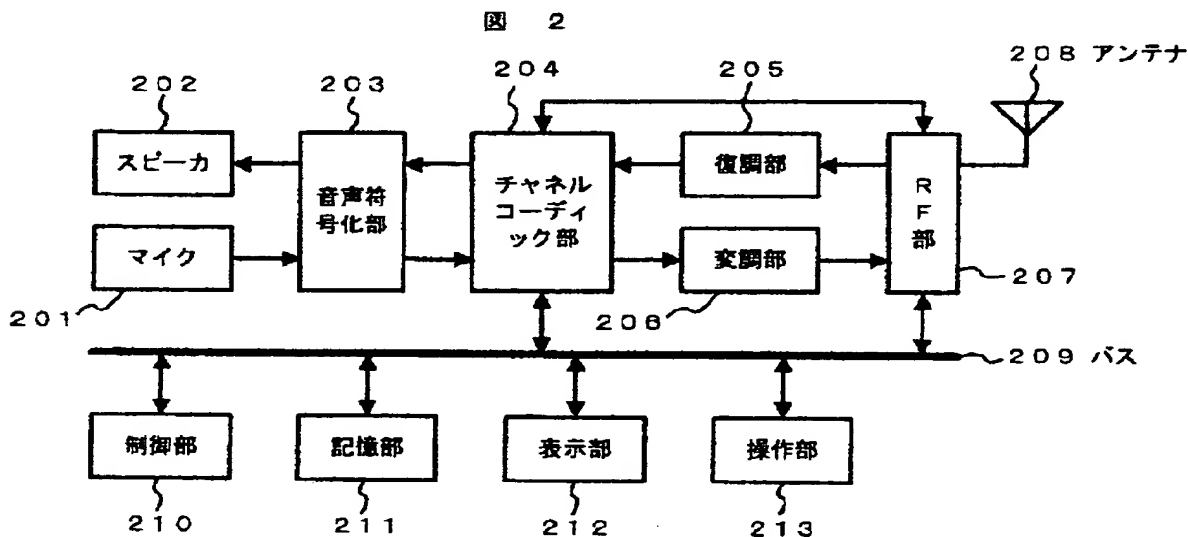 図 2
208 アンテナ
202
203
204
205
スピーカ
音声符
号化部
チャネル
コーディ
ック部
復調部
R
F
部
マイク
変調部
201
206
207
209 バス
制御部
記憶部
表示部
操作部
210
211
212
213